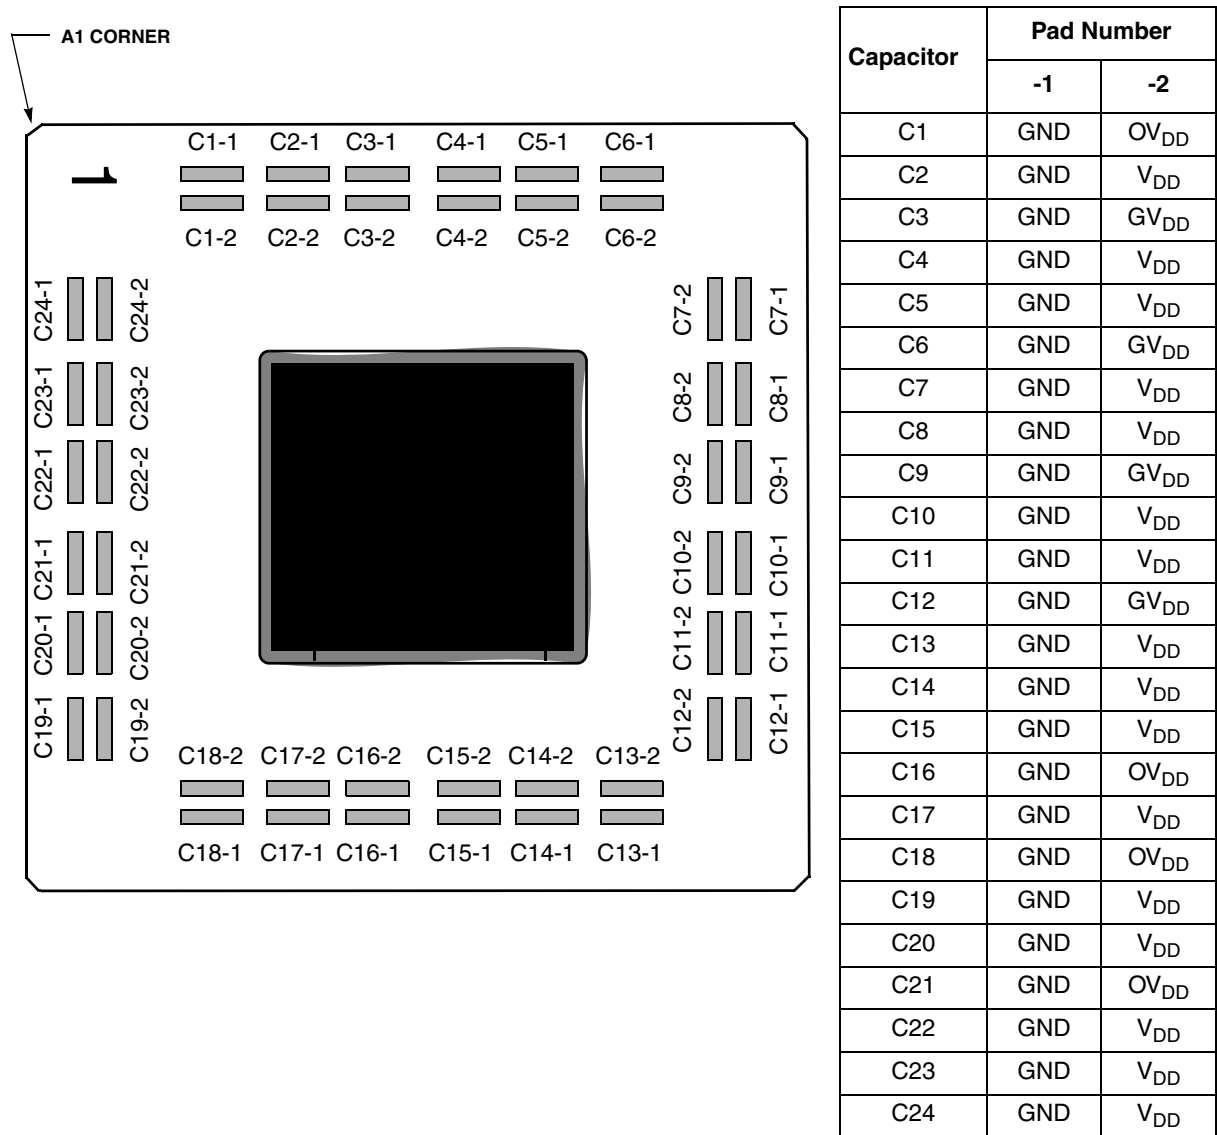 A1 CORNER
1
C1-1 C2-1 C3-1 C4-1 C5-1 C6-1
C1-2 C2-2 C3-2 C4-2 C5-2 C6-2
C24-1 C24-2 C7-2 C7-1
C23-1 C23-2 C8-2 C8-1
C22-1 C22-2 C9-2 C9-1
C21-1 C21-2 C10-2 C10-1
C20-1 C20-2 C11-2 C11-1
C19-1 C19-2 C12-2 C12-1
C18-2 C17-2 C16-2 C15-2 C14-2 C13-2
C18-1 C17-1 C16-1 C15-1 C14-1 C13-1
Capacitor Pad Number
-1 -2
C1 GND OVDD
C2 GND VDD
C3 GND GVDD
C4 GND VDD
C5 GND VDD
C6 GND GVDD
C7 GND VDD
C8 GND VDD
C9 GND GVDD
C10 GND VDD
C11 GND VDD
C12 GND GVDD
C13 GND VDD
C14 GND VDD
C15 GND VDD
C16 GND OVDD
C17 GND VDD
C18 GND OVDD
C19 GND VDD
C20 GND VDD
C21 GND OVDD
C22 GND VDD
C23 GND VDD
C24 GND VDD